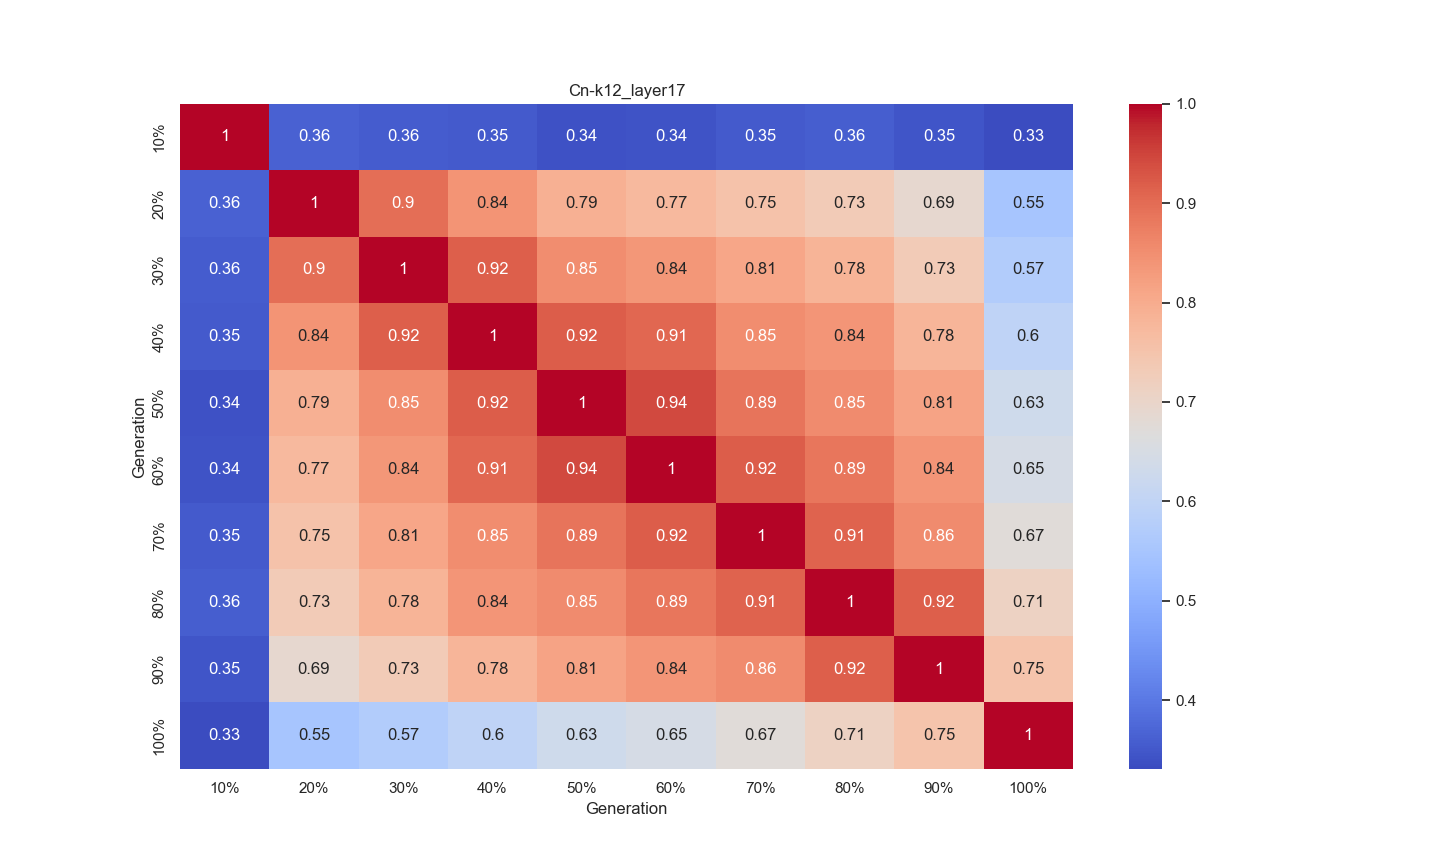 Cn-k12_layer17
10% 1 0.36 0.36 0.35 0.34 0.34 0.35 0.36 0.35 0.33
20% 0.36 1 0.9 0.84 0.79 0.77 0.75 0.73 0.69 0.55
30% 0.36 0.9 1 0.92 0.85 0.84 0.81 0.78 0.73 0.57
40% 0.35 0.84 0.92 1 0.92 0.91 0.85 0.84 0.78 0.6
50% 0.34 0.79 0.85 0.92 1 0.94 0.89 0.85 0.81 0.63
60% 0.34 0.77 0.84 0.91 0.94 1 0.92 0.89 0.84 0.65
70% 0.35 0.75 0.81 0.85 0.89 0.92 1 0.91 0.86 0.67
80% 0.36 0.73 0.78 0.84 0.85 0.89 0.91 1 0.92 0.71
90% 0.35 0.69 0.73 0.78 0.81 0.84 0.86 0.92 1 0.75
100% 0.33 0.55 0.57 0.6 0.63 0.65 0.67 0.71 0.75 1
10% 20% 30% 40% 50% 60% 70% 80% 90% 100%
Generation
Generation
1.0
0.9
0.8
0.7
0.6
0.5
0.4